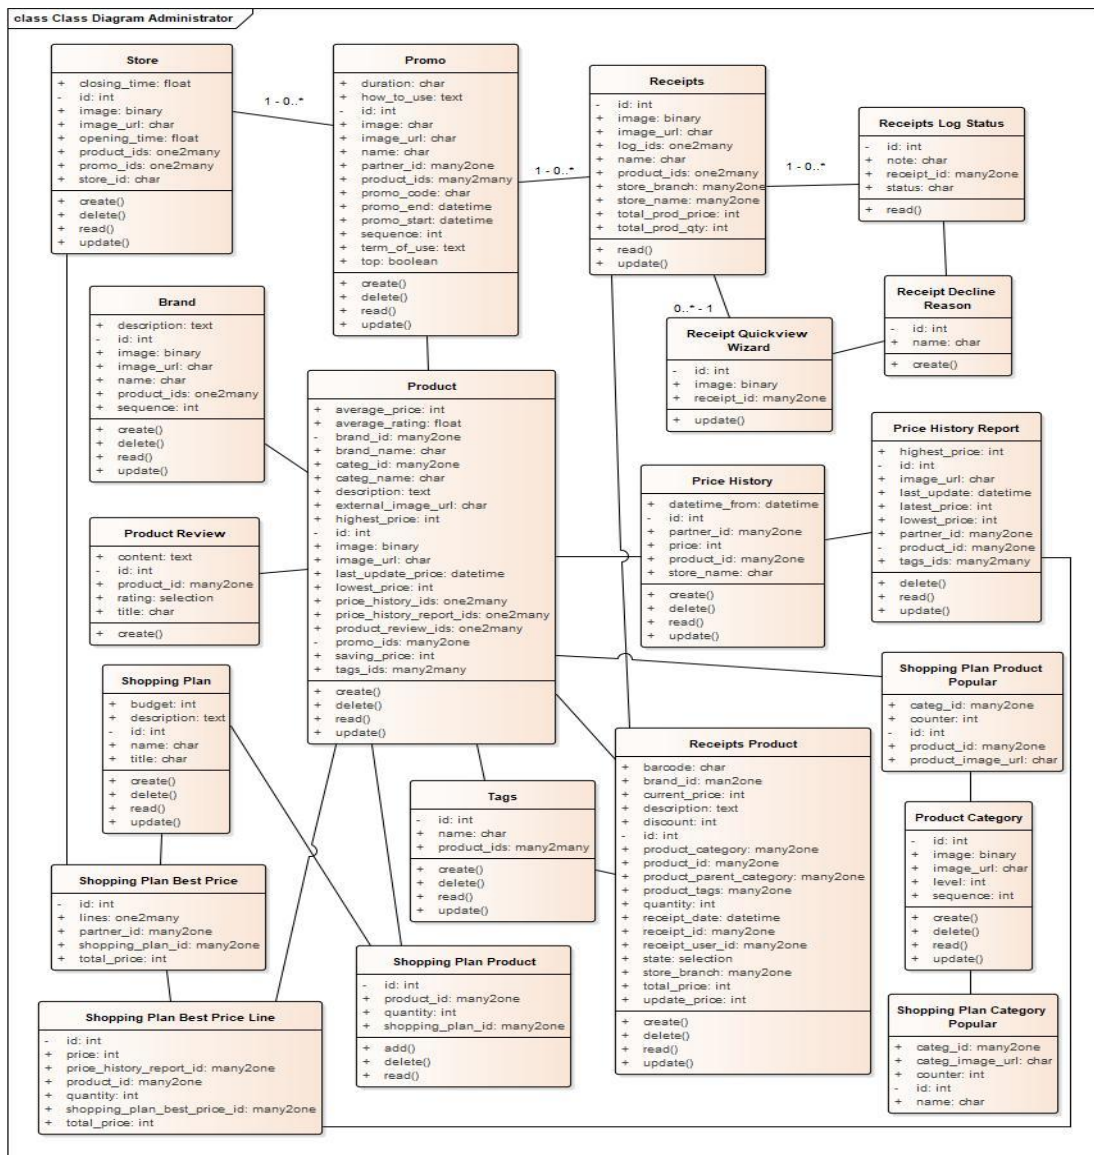 class Class Diagram Administrator
Store
+ closing_time: float
- id: int
+ image: binary
+ image_url: char
+ opening_time: float
+ product_ids: one2many
+ promo_ids: one2many
+ store_id: char
+ create()
+ delete()
+ read()
+ update()
1 - 0..*
Promo
+ duration: char
+ how_to_use: text
- id: int
+ image: char
+ image_url: char
+ name: char
+ partner_id: many2one
+ product_ids: many2many
+ promo_code: char
+ promo_end: datetime
+ promo_start: datetime
+ sequence: int
+ term_of_use: text
+ top: boolean
+ create()
+ delete()
+ read()
+ update()
1 - 0..*
Receipts
- id: int
+ image: binary
+ image_url: char
+ log_ids: one2many
+ name: char
+ product_ids: one2many
+ store_branch: many2one
+ store_name: many2one
+ total_prod_price: int
+ total_prod_qty: int
+ read()
+ update()
1 - 0..*
Receipts Log Status
- id: int
+ note: char
+ receipt_id: many2one
+ status: char
+ read()
Brand
+ description: text
- id: int
+ image: binary
+ image_url: char
+ name: char
+ product_ids: one2many
+ sequence: int
+ create()
+ delete()
+ read()
+ update()
0..* - 1
Receipt Quickview
Wizard
- id: int
+ image: binary
+ receipt_id: many2one
+ update()
Receipt Decline
Reason
- id: int
+ name: char
+ create()
Product
+ average_price: int
+ average_rating: float
- brand_id: many2one
+ brand_name: char
+ categ_id: many2one
+ categ_name: char
+ description: text
+ external_image_url: char
+ highest_price: int
- id: int
+ image: binary
+ image_url: char
+ last_update_price: datetime
+ lowest_price: int
+ price_history_ids: one2many
+ price_history_report_ids: one2many
+ product_review_ids: one2many
- promo_ids: many2one
+ saving_price: int
+ tags_ids: many2many
+ create()
+ delete()
+ read()
+ update()
Price History
+ datetime_from: datetime
- id: int
+ partner_id: many2one
+ price: int
+ product_id: many2one
+ store_name: char
+ create()
+ delete()
+ read()
+ update()
Price History Report
+ highest_price: int
- id: int
+ image_url: char
+ last_update: datetime
+ latest_price: int
+ lowest_price: int
+ partner_id: many2one
- product_id: many2one
+ tags_ids: many2many
+ delete()
+ read()
+ update()
Product Review
+ content: text
- id: int
+ product_id: many2one
+ rating: selection
+ title: char
+ create()
Shopping Plan
+ budget: int
+ description: text
- id: int
+ name: char
+ title: char
+ create()
+ delete()
+ read()
+ update()
Tags
- id: int
+ name: char
+ product_ids: many2many
+ create()
+ delete()
+ read()
+ update()
Receipts Product
+ barcode: char
+ brand_id: man2one
+ current_price: int
+ description: text
+ discount: int
- id: int
+ product_category: many2one
+ product_id: many2one
+ product_parent_category: many2one
+ product_tags: many2one
+ quantity: int
+ receipt_date: datetime
+ receipt_id: many2one
+ receipt_user_id: many2one
+ state: selection
+ store_branch: many2one
+ total_price: int
+ update_price: int
+ create()
+ delete()
+ read()
+ update()
Shopping Plan Product
Popular
+ categ_id: many2one
+ counter: int
- id: int
+ product_id: many2one
+ product_image_url: char
Product Category
- id: int
+ image: binary
+ image_url: char
+ level: int
+ sequence: int
+ create()
+ delete()
+ read()
+ update()
Shopping Plan Best Price
- id: int
+ lines: one2many
+ partner_id: many2one
+ shopping_plan_id: many2one
+ total_price: int
Shopping Plan Product
- id: int
+ product_id: many2one
+ quantity: int
+ shopping_plan_id: many2one
+ add()
+ delete()
+ read()
Shopping Plan Category
Popular
+ categ_id: many2one
+ categ_image_url: char
+ counter: int
- id: int
+ name: char
Shopping Plan Best Price Line
- id: int
+ price: int
+ price_history_report_id: many2one
+ product_id: many2one
+ quantity: int
+ shopping_plan_best_price_id: many2one
+ total_price: int